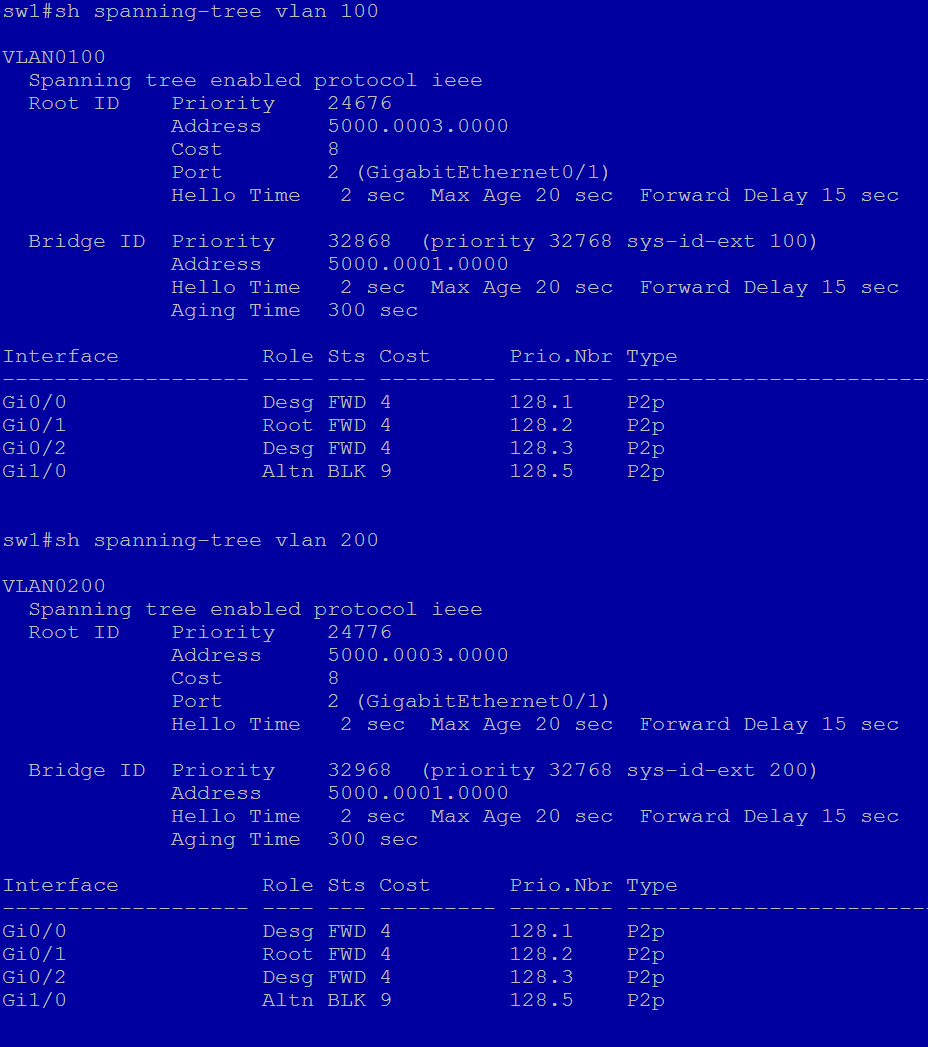 sw1#sh spanning-tree vlan 100
VLAN0100
  Spanning tree enabled protocol ieee
  Root ID    Priority    24676
             Address     5000.0003.0000
             Cost        8
             Port        2 (GigabitEthernet0/1)
             Hello Time   2 sec  Max Age 20 sec  Forward Delay 15 sec
  Bridge ID  Priority    32868  (priority 32768 sys-id-ext 100)
             Address     5000.0001.0000
             Hello Time   2 sec  Max Age 20 sec  Forward Delay 15 sec
             Aging Time  300 sec
Interface           Role Sts Cost      Prio.Nbr Type
------------------- ---- --- --------- -------- ------------------------
Gi0/0               Desg FWD 4         128.1    P2p
Gi0/1               Root FWD 4         128.2    P2p
Gi0/2               Desg FWD 4         128.3    P2p
Gi1/0               Altn BLK 9         128.5    P2p
sw1#sh spanning-tree vlan 200
VLAN0200
  Spanning tree enabled protocol ieee
  Root ID    Priority    24776
             Address     5000.0003.0000
             Cost        8
             Port        2 (GigabitEthernet0/1)
             Hello Time   2 sec  Max Age 20 sec  Forward Delay 15 sec
  Bridge ID  Priority    32968  (priority 32768 sys-id-ext 200)
             Address     5000.0001.0000
             Hello Time   2 sec  Max Age 20 sec  Forward Delay 15 sec
             Aging Time  300 sec
Interface           Role Sts Cost      Prio.Nbr Type
------------------- ---- --- --------- -------- ------------------------
Gi0/0               Desg FWD 4         128.1    P2p
Gi0/1               Root FWD 4         128.2    P2p
Gi0/2               Desg FWD 4         128.3    P2p
Gi1/0               Altn BLK 9         128.5    P2p